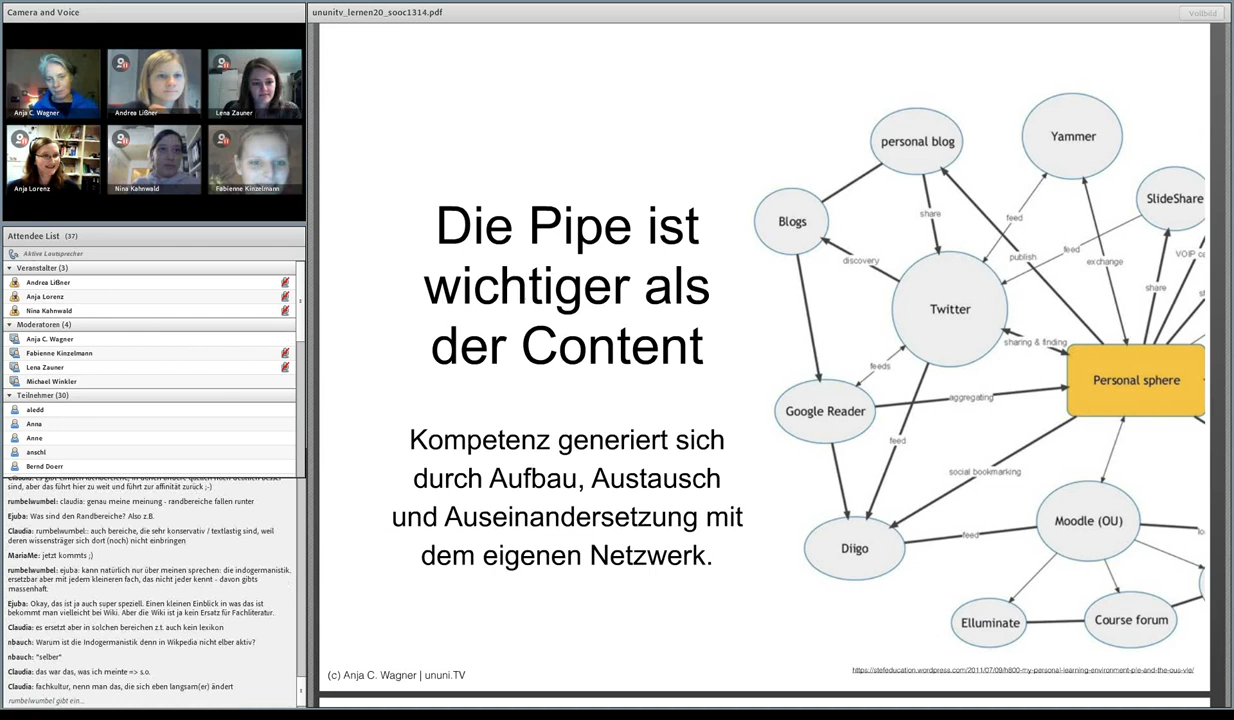 Camera and Voice
Anja C. Wagner
Andrea Lißner
Lena Zauner
Anja Lorenz
Nina Kahnwald
Fabienne Kinzelmann
Attendee List (37)
Aktive Lautsprecher
Veranstalter (3)
Andrea Lißner
Anja Lorenz
Nina Kahnwald
Moderatoren (4)
Anja C. Wagner
Fabienne Kinzelmann
Lena Zauner
Michael Winkler
Teilnehmer (30)
aledd
Anna
Anne
anschl
Bernd Doerr
sind, aber das führt hier zu weit und führt zur affinität zurück ;-)
rumbelwumbel: claudia: genau meine meinung - randbereiche fallen runter
Ejuba: Was sind den Randbereiche? Also z.B.
Claudia: rumbelwumbel: auch bereiche, die sehr konservativ / textlastig sind, weil
deren wissensträger sich dort (noch) nicht einbringen
MariaMe: jetzt kommts ;)
rumbelwumbel: ejuba: kann natürlich nur über meinen sprechen: die indogermanistik.
ersetzbar aber mit jedem kleineren fach, das nicht jeder kennt - davon gibts
massenhaft.
Ejuba: Okay, das ist ja auch super speziell. Einen kleinen Einblick in was das ist
bekommt man vielleicht bei Wiki. Aber die Wiki ist ja kein Ersatz für Fachliteratur.
Claudia: es ersetzt aber in solchen bereichen z.t. auch kein lexikon
nbauch: Warum ist die Indogermanistik denn in Wikpedia nicht elber aktiv?
nbauch: "selber"
Claudia: das war das, was ich meinte => s.o.
Claudia: fachkultur, nenn man das, die sich eben langsam(er) ändert
rumbelwumbel gibt ein...
ununitv_lernen20_sooc1314.pdf
Vollbild
Die Pipe ist
wichtiger als
der Content
Kompetenz generiert sich
durch Aufbau, Austausch
und Auseinandersetzung mit
dem eigenen Netzwerk.
(c) Anja C. Wagner | ununi.TV
personal blog
Yammer
SlideShare
Blogs
share
feed
feed
discovery
publish
exchange
VOIP
share
Twitter
sharing & finding
Personal sphere
feeds
Google Reader
aggregating
feed
social bookmarking
Moodle (OU)
Diigo
feed
Elluminate
Course forum
https://stefeducation.wordpress.com/2011/07/09/h800-my-personal-learning-environment-ple-and-the-ous-vle/